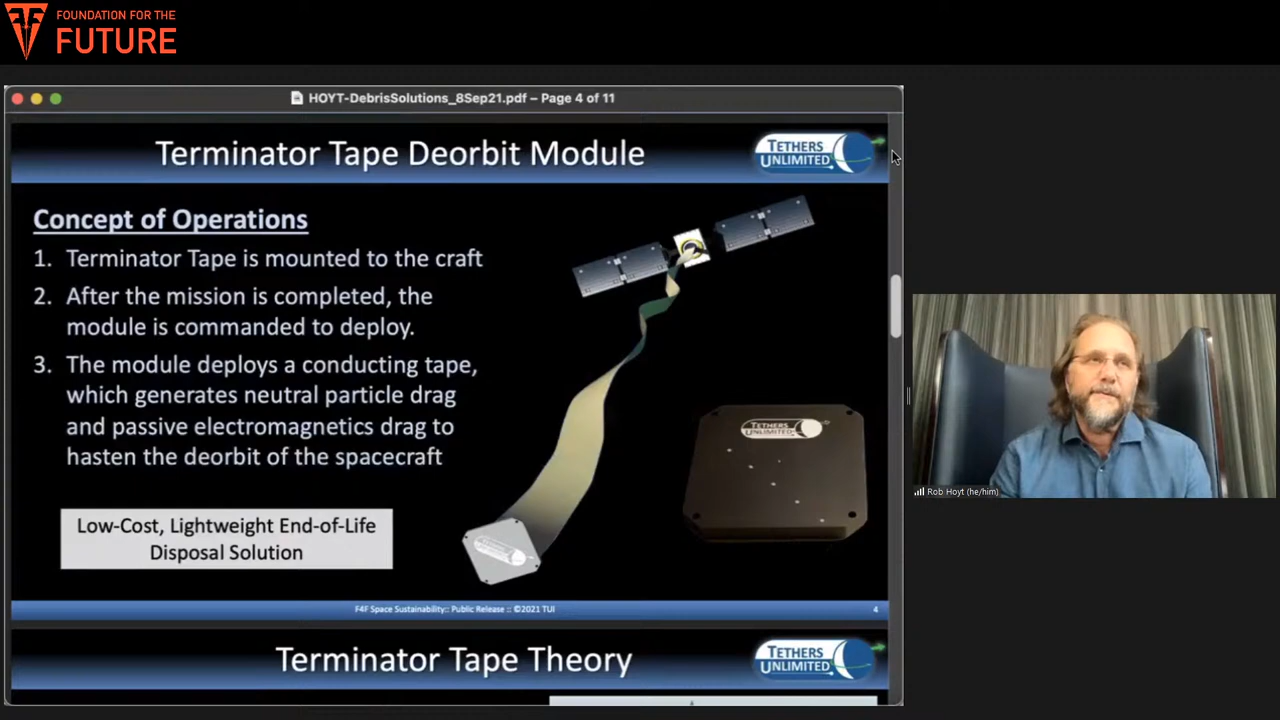 FOUNDATION FOR THE
FUTURE
HOYT-DebrisSolutions_8Sep21.pdf – Page 4 of 11
Terminator Tape Deorbit Module
TETHERS
UNLIMITED
Concept of Operations
1. Terminator Tape is mounted to the craft
2. After the mission is completed, the
module is commanded to deploy.
3. The module deploys a conducting tape,
which generates neutral particle drag
and passive electromagnetics drag to
hasten the deorbit of the spacecraft
TETHERS
UNLIMITED
Low-Cost, Lightweight End-of-Life
Disposal Solution
Rob Hoyt (he/him)
F4F Space Sustainability:: Public Release :: ©2021 TUI
4
Terminator Tape Theory
TETHERS
UNLIMITED